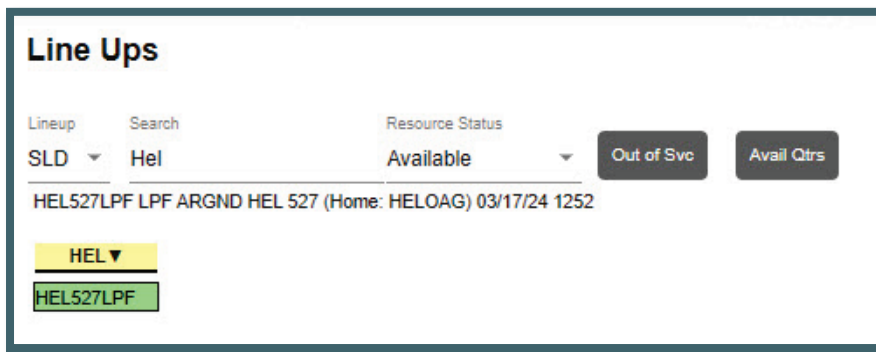 Line Ups
Lineup Search Resource Status
SLD Hel Available Out of Svc Avail Qtrs
HEL527LPF LPF ARGND HEL 527 (Home: HELOAG) 03/17/24 1252
HEL▼
HEL527LPF